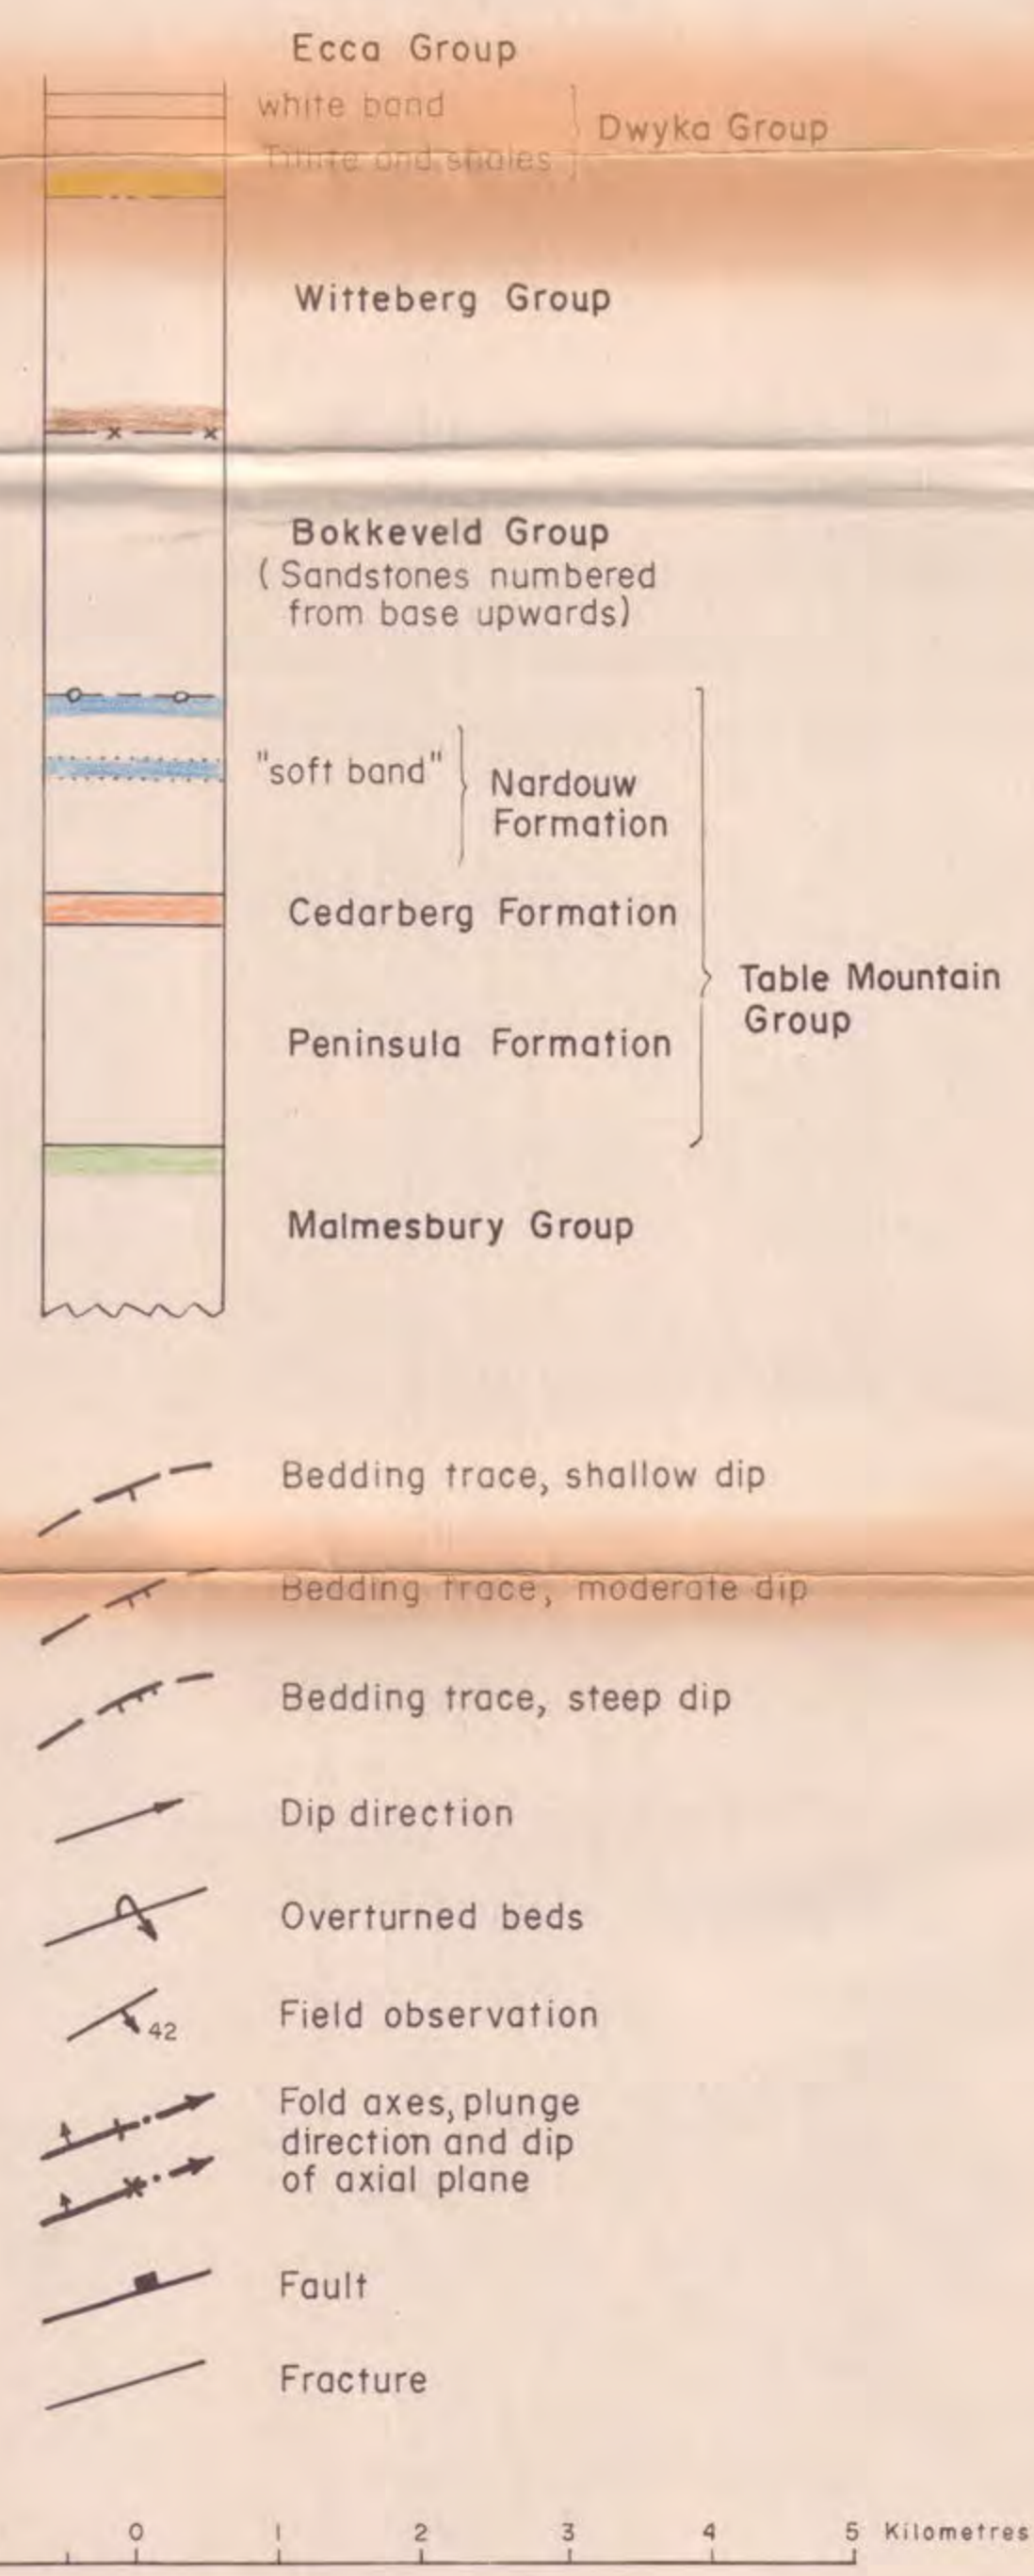 Ecca Group
white band
Dwyka Group
Tillite and shales
Witteberg Group
Bokkeveld Group
(Sandstones numbered
from base upwards)
"soft band"
Nardouw
Formation
Cedarberg Formation
Table Mountain
Group
Peninsula Formation
Malmesbury Group
Bedding trace, shallow dip
Bedding trace, moderate dip
Bedding trace, steep dip
Dip direction
Overturned beds
42
Field observation
Fold axes, plunge
direction and dip
of axial plane
Fault
Fracture
0 1 2 3 4 5 Kilometres